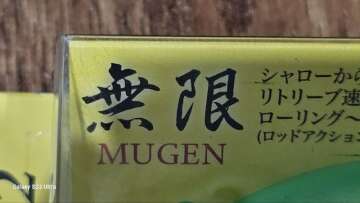 無限
MUGEN
シャローから
リトリーブ速
ローリング〜
(ロッドアクション
Galaxy S23 Ultra